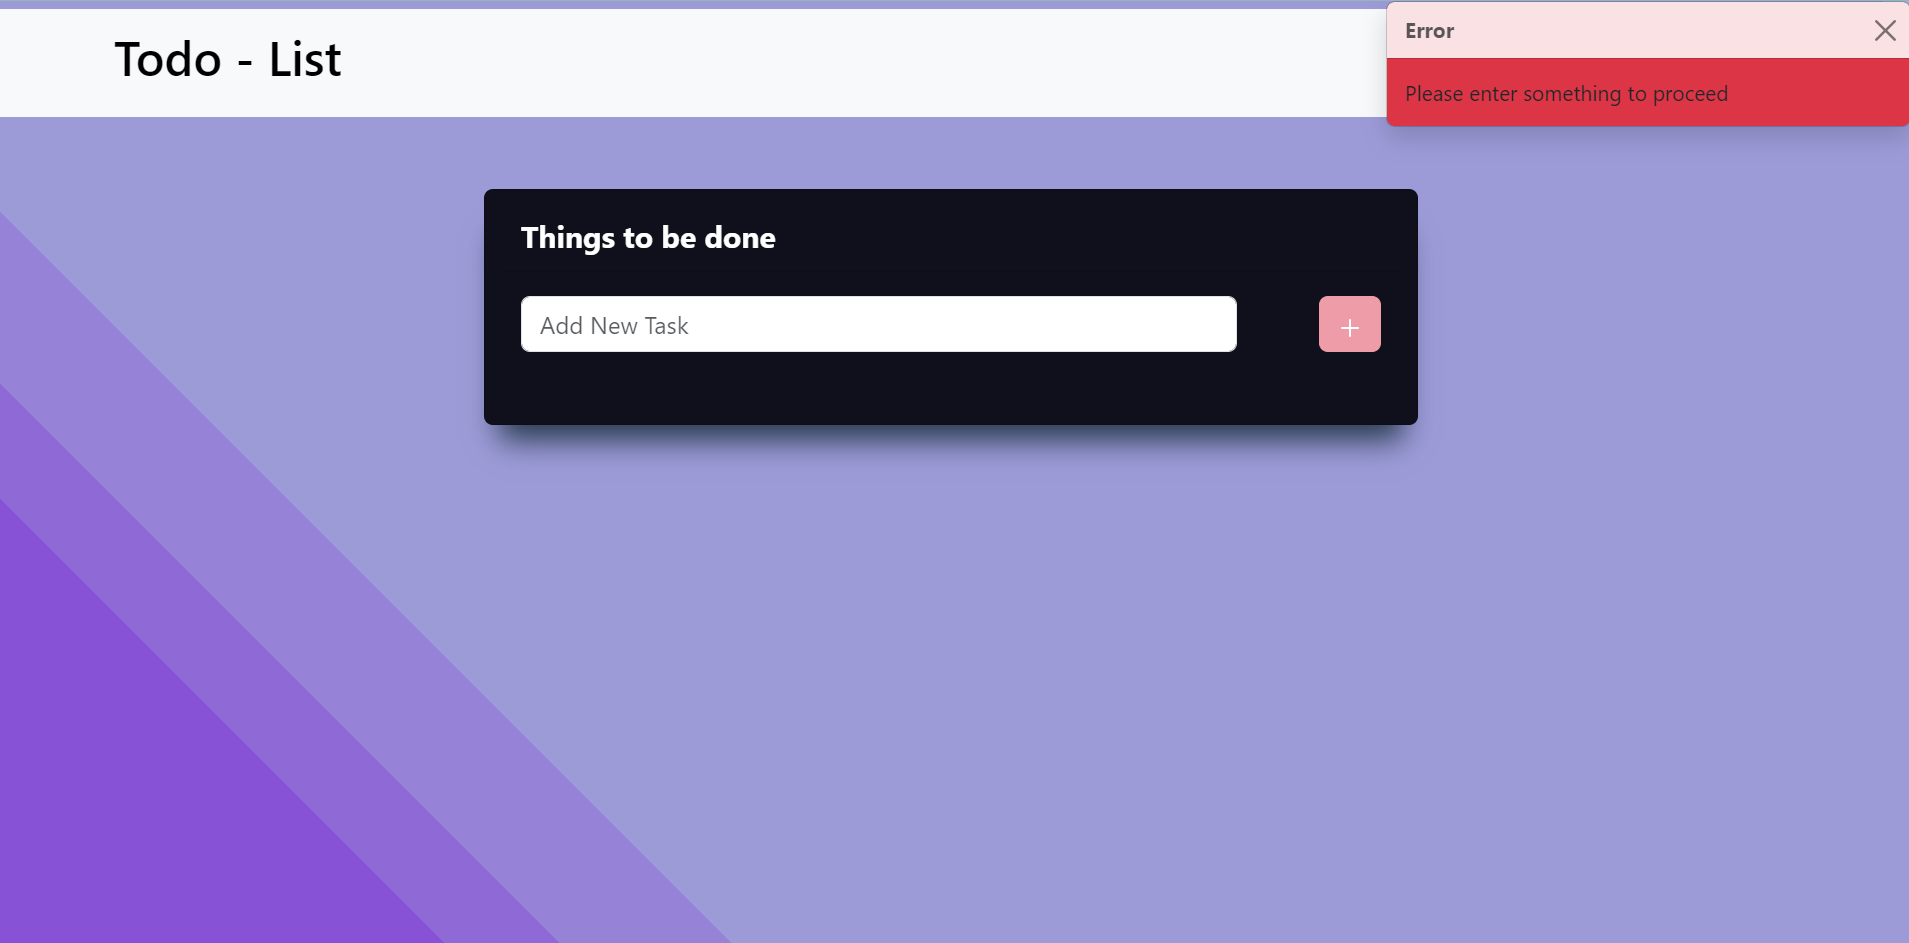 Todo - List
Error
Please enter something to proceed
Things to be done
Add New Task
+